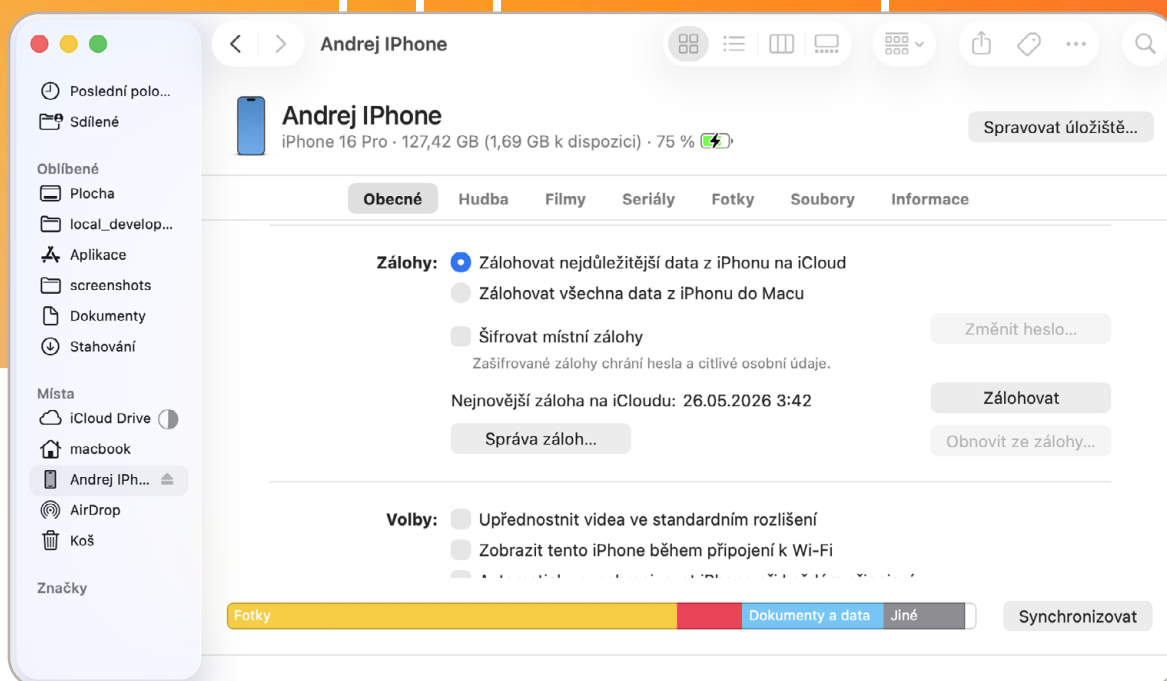 Poslední polo...
Sdílené
Oblíbené
Plocha
local_develop...
Aplikace
screenshots
Dokumenty
Stahování
Místa
iCloud Drive
macbook
Andrej IPh...
AirDrop
Koš
Značky
Andrej IPhone
Andrej IPhone
iPhone 16 Pro · 127,42 GB (1,69 GB k dispozici) · 75 %
Spravovat úložiště...
Obecné Hudba Filmy Seriály Fotky Soubory Informace
Zálohy: Zálohovat nejdůležitější data z iPhonu na iCloud
Zálohovat všechna data z iPhonu do Macu
Šifrovat místní zálohy
Změnit heslo...
Zašifrované zálohy chrání hesla a citlivé osobní údaje.
Nejnovější záloha na iCloudu: 26.05.2026 3:42
Zálohovat
Správa záloh...
Obnovit ze zálohy...
Volby: Upřednostnit videa ve standardním rozlišení
Zobrazit tento iPhone během připojení k Wi-Fi
Fotky Dokumenty a data Jiné
Synchronizovat